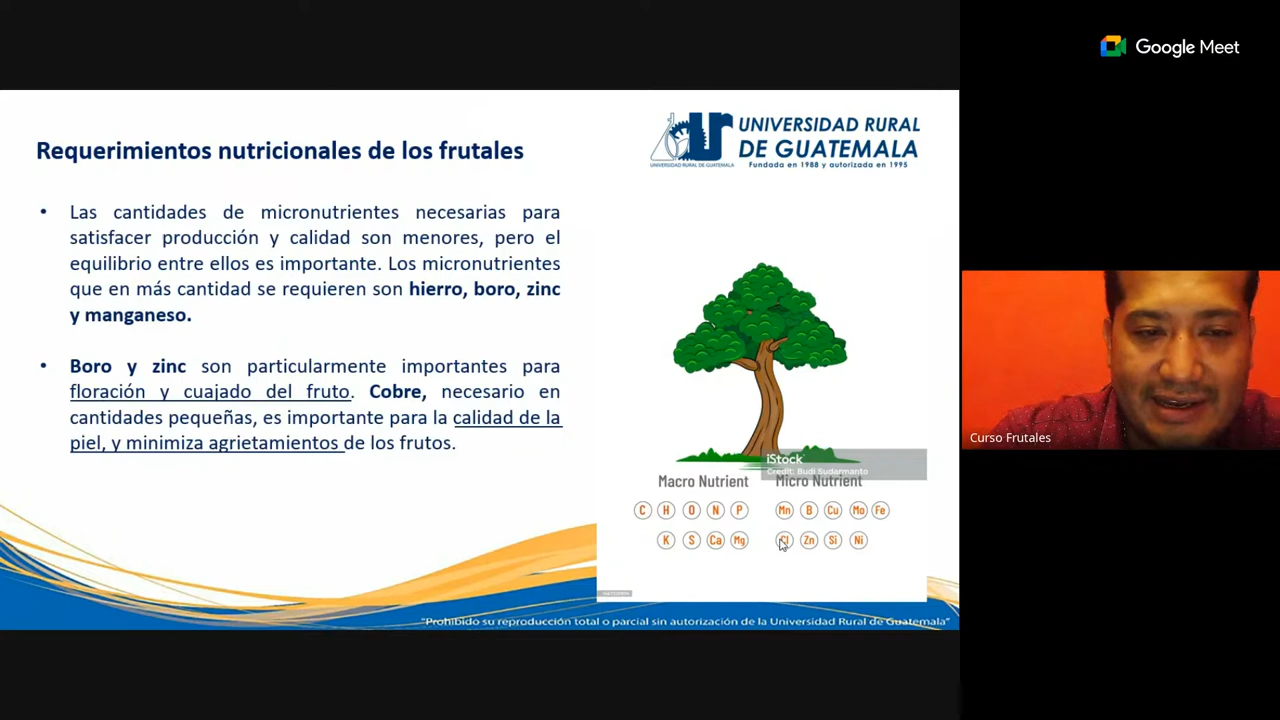 Google Meet
UNIVERSIDAD RURAL
DE GUATEMALA
Fundada en 1988 y autorizada en 1995
UNIVERSIDAD RURAL DE GUATEMALA
Requerimientos nutricionales de los frutales
• Las cantidades de micronutrientes necesarias para
satisfacer producción y calidad son menores, pero el
equilibrio entre ellos es importante. Los micronutrientes
que en más cantidad se requieren son hierro, boro, zinc
y manganeso.
• Boro y zinc son particularmente importantes para
floración y cuajado del fruto. Cobre, necesario en
cantidades pequeñas, es importante para la calidad de la
piel, y minimiza agrietamientos de los frutos.
iStock
Credit: Budi Sudarmanto
Macro Nutrient
C H O N P
K S Ca Mg
Micro Nutrient
Mn B Cu Mo Fe
Cl Zn Si Ni
"Prohibido su reproducción total o parcial sin autorización de la Universidad Rural de Guatemala"
Curso Frutales